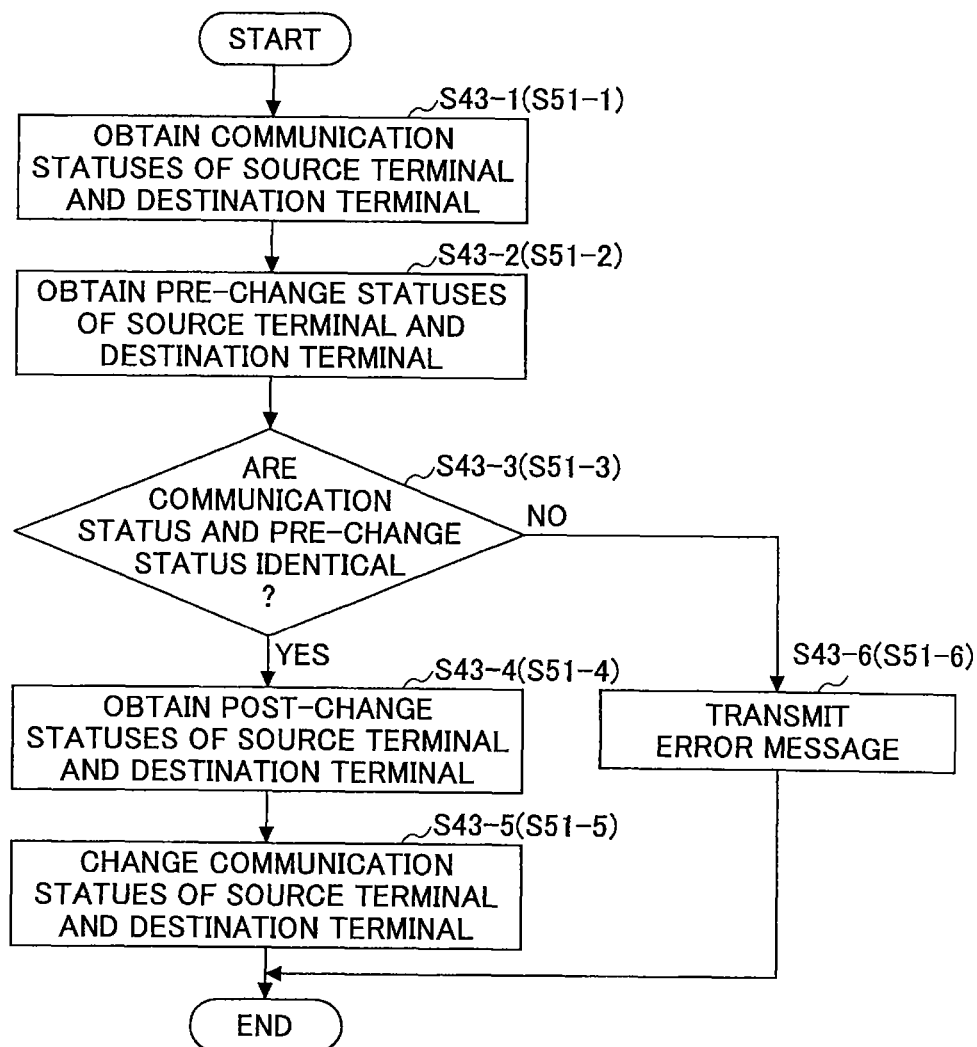 START
S43-1(S51-1)
OBTAIN COMMUNICATION
STATUSES OF SOURCE TERMINAL
AND DESTINATION TERMINAL
S43-2(S51-2)
OBTAIN PRE-CHANGE STATUSES
OF SOURCE TERMINAL AND
DESTINATION TERMINAL
S43-3(S51-3)
ARE
COMMUNICATION
STATUS AND PRE-CHANGE
STATUS IDENTICAL
?
NO
YES
S43-4(S51-4)
OBTAIN POST-CHANGE
STATUSES OF SOURCE TERMINAL
AND DESTINATION TERMINAL
S43-6(S51-6)
TRANSMIT
ERROR MESSAGE
S43-5(S51-5)
CHANGE COMMUNICATION
STATUES OF SOURCE TERMINAL
AND DESTINATION TERMINAL
END